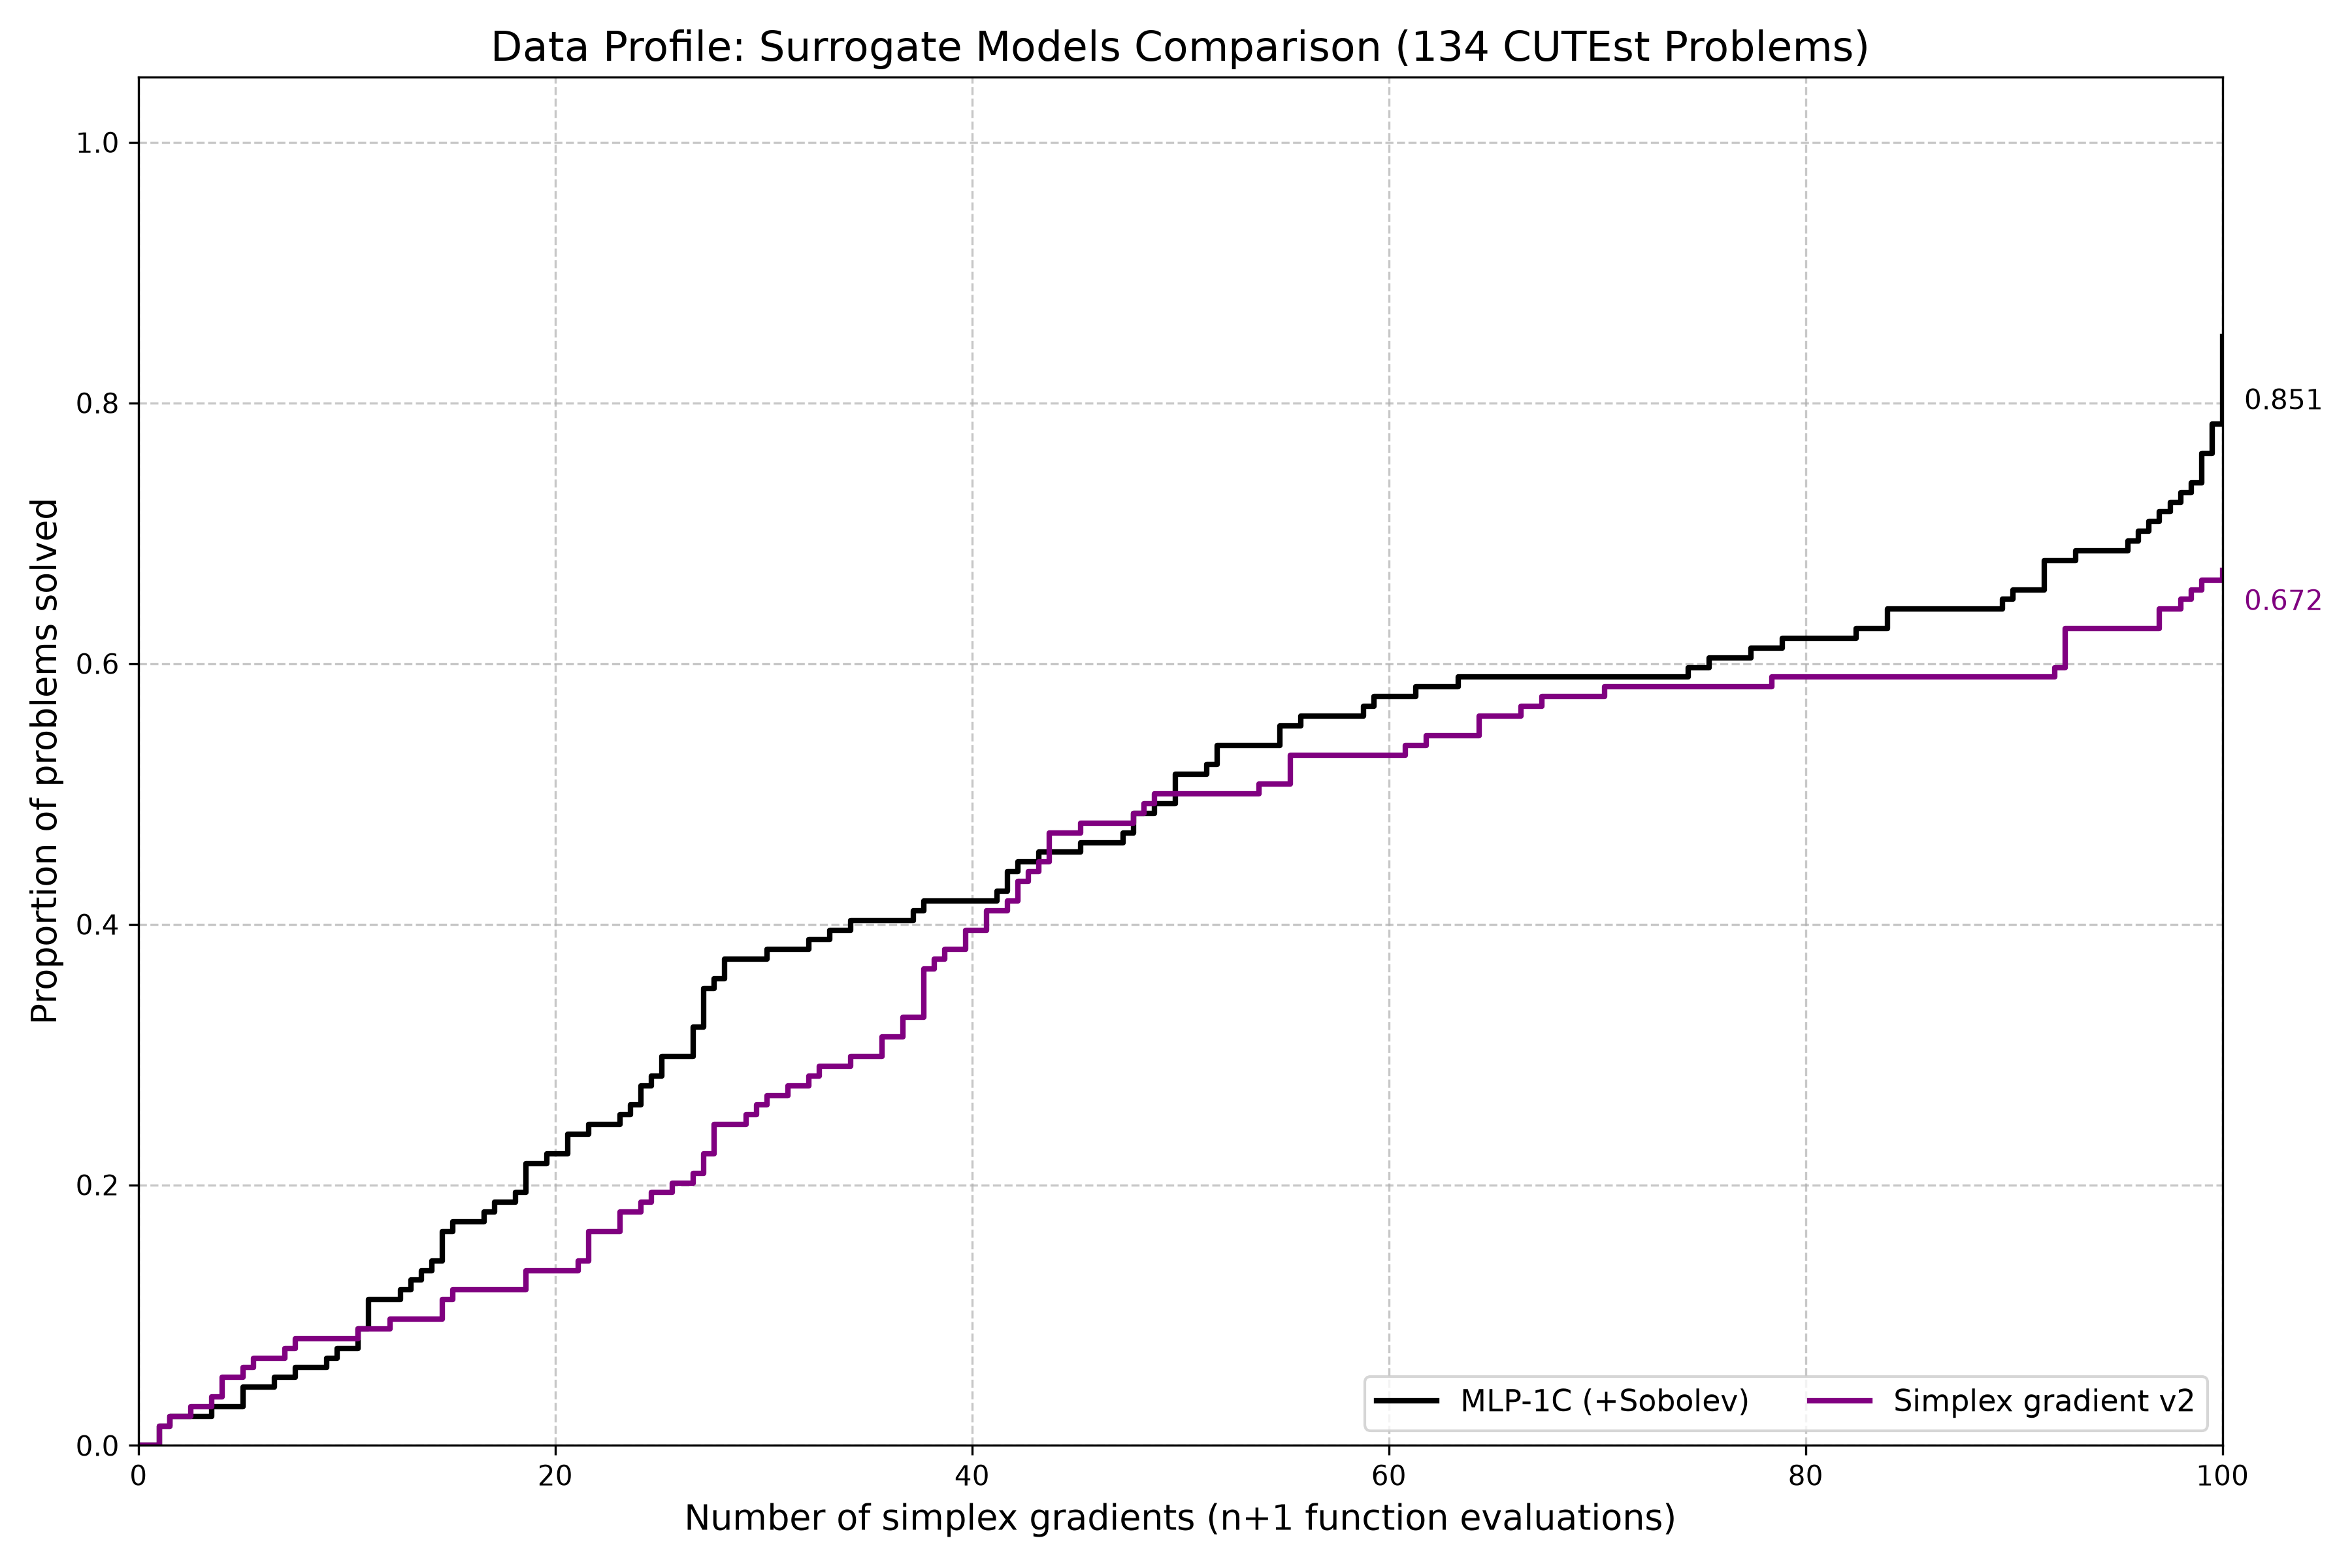 Data Profile: Surrogate Models Comparison (134 CUTEst Problems)
Proportion of problems solved
1.0
0.8
0.6
0.4
0.2
0.0
0.851
0.672
MLP-1C (+Sobolev) Simplex gradient v2
0 20 40 60 80 100
Number of simplex gradients (n+1 function evaluations)